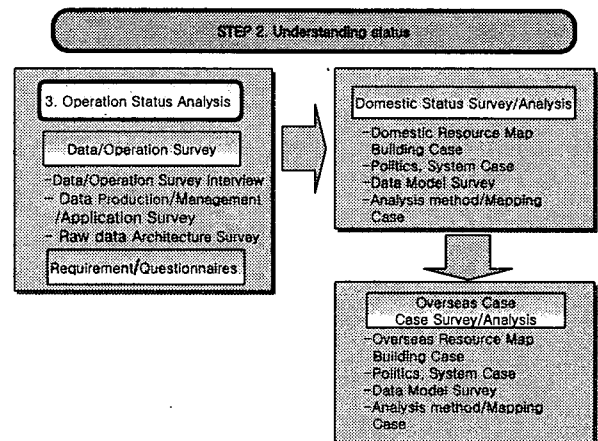 STEP 2. Understanding status
3. Operation Status Analysis
Data/Operation Survey
-Data/Operation Survey Interview
- Data Production/Management
/Application Survey
- Raw data Architecture Survey
Requirement/Questionnaires
Domestic Status Survey/Analysis
-Domestic Resource Map
Building Case
-Politics, System Case
-Data Model Survey
-Analysis method/Mapping
Case
Overseas Case
Case Survey/Analysis
-Overseas Resource Map
Building Case
-Politics, System Case
-Data Model Survey
-Analysis method/Mapping
Case